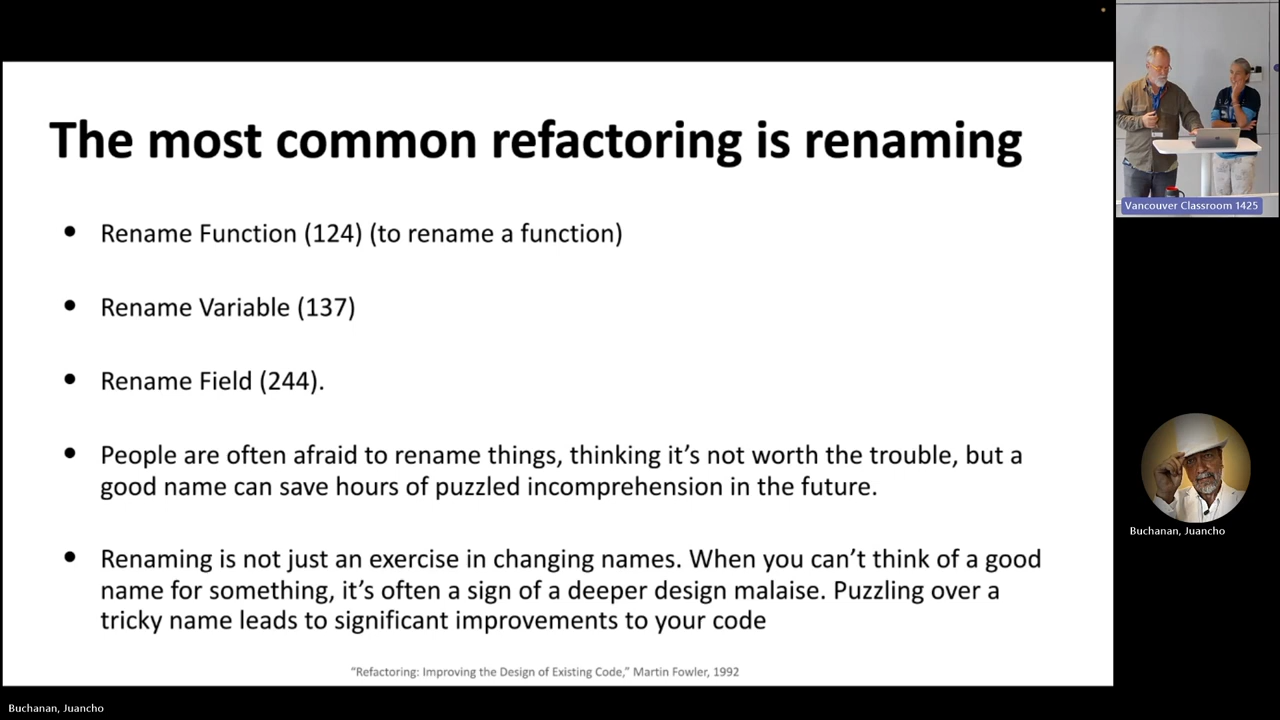 The most common refactoring is renaming
• Rename Function (124) (to rename a function)
• Rename Variable (137)
• Rename Field (244).
• People are often afraid to rename things, thinking it’s not worth the trouble, but a
good name can save hours of puzzled incomprehension in the future.
• Renaming is not just an exercise in changing names. When you can’t think of a good
name for something, it’s often a sign of a deeper design malaise. Puzzling over a
tricky name leads to significant improvements to your code
“Refactoring: Improving the Design of Existing Code,” Martin Fowler, 1992
Vancouver Classroom 1425
Buchanan, Juancho
Buchanan, Juancho